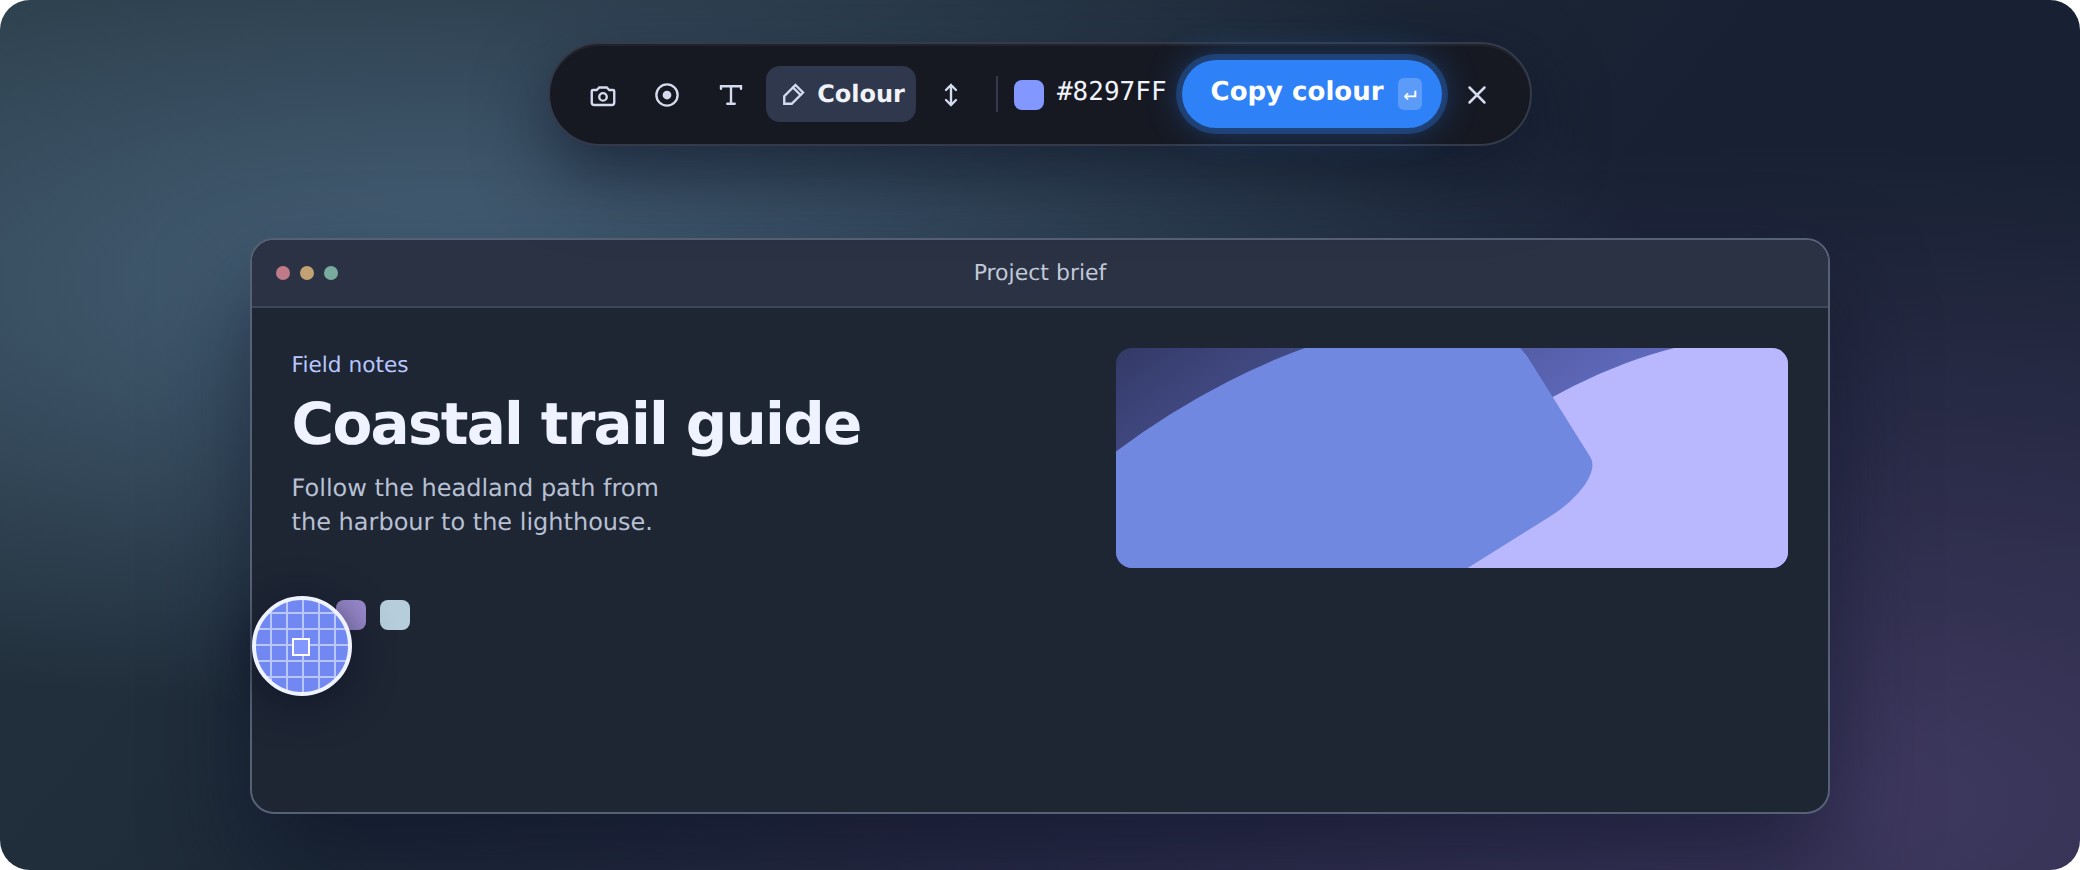 Colour
#8297FF
Copy colour ↵
Project brief
Field notes
Coastal trail guide
Follow the headland path from
the harbour to the lighthouse.